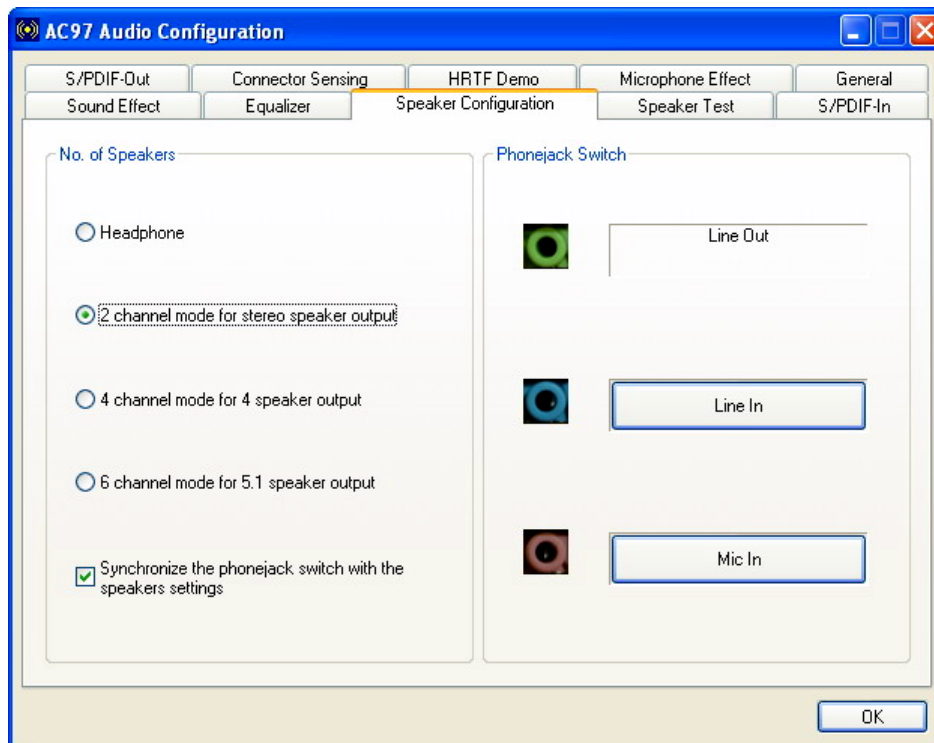 AC97 Audio Configuration
S/PDIF-Out
Connector Sensing
HRTF Demo
Microphone Effect
General
Sound Effect
Equalizer
Speaker Configuration
Speaker Test
S/PDIF-In
No. of Speakers
Headphone
2 channel mode for stereo speaker output
4 channel mode for 4 speaker output
6 channel mode for 5.1 speaker output
Synchronize the phonejack switch with the
speakers settings
Phonejack Switch
Line Out
Line In
Mic In
OK